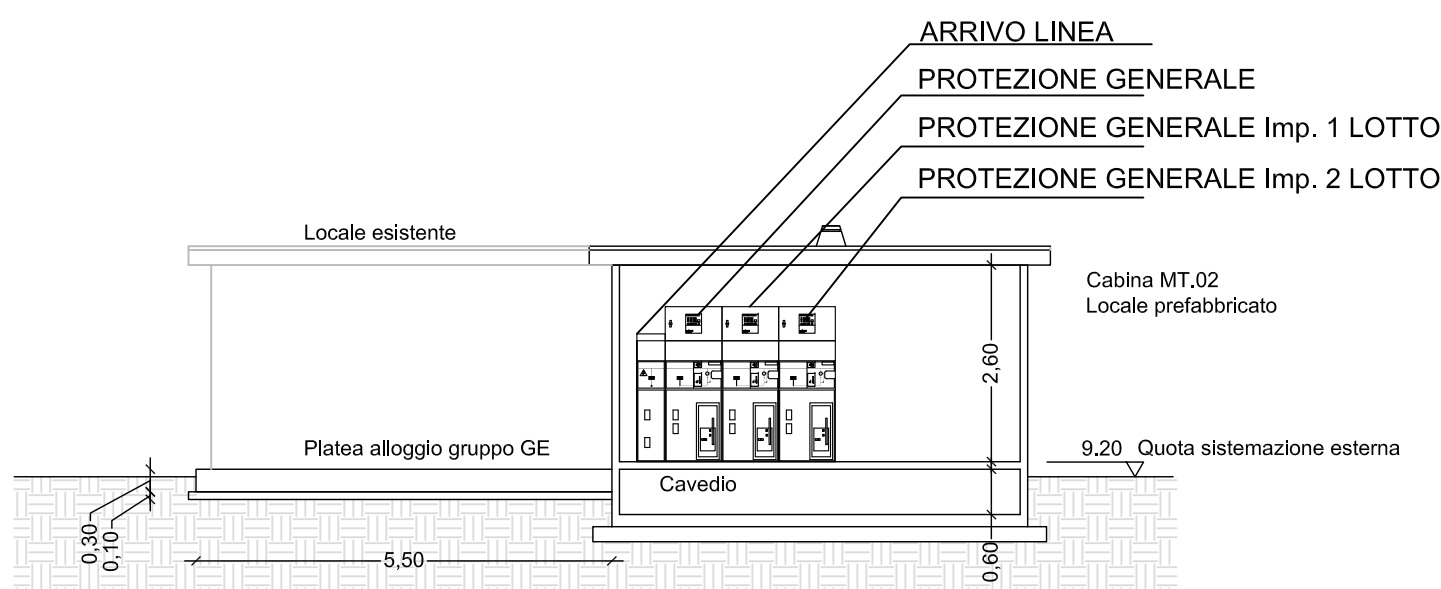 ARRIVO LINEA
PROTEZIONE GENERALE
PROTEZIONE GENERALE Imp. 1 LOTTO
PROTEZIONE GENERALE Imp. 2 LOTTO
Locale esistente
Cabina MT.02
Locale prefabbricato
2,60
Platea alloggio gruppo GE
9.20 Quota sistemazione esterna
Cavedio
0,30
0,10
5,50
0,60